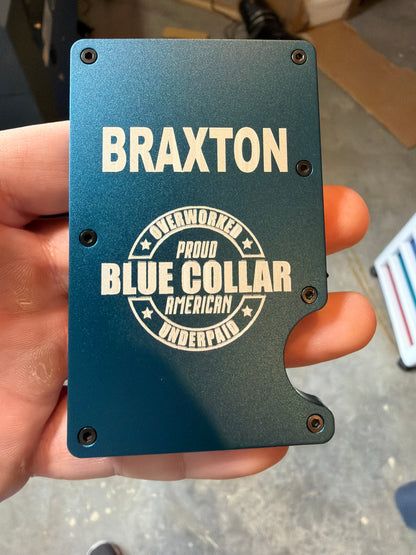 BRAXTON
OVERWORKED
PROUD
BLUE COLLAR
AMERICAN
UNDERPAID